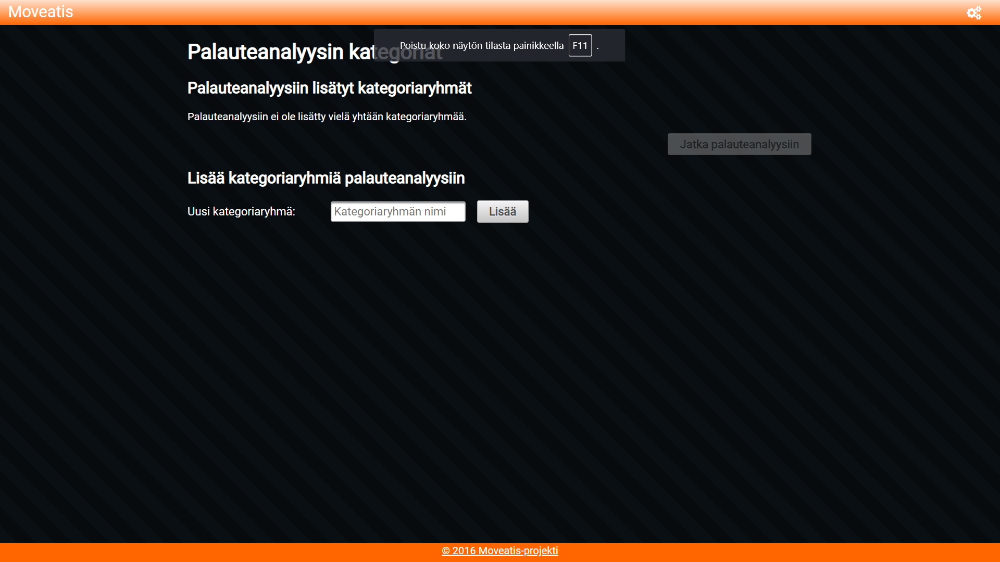 Moveatis
Palauteanalyysin kategoriat
Poistu koko näytön tilasta painikkeella F11 .
Palauteanalyysiin lisätyt kategoriaryhmät
Palauteanalyysiin ei ole lisätty vielä yhtään kategoriaryhmää.
Jatka palauteanalyysiin
Lisää kategoriaryhmiä palauteanalyysiin
Uusi kategoriaryhmä: Kategoriaryhmän nimi Lisää
© 2016 Moveatis-projekti